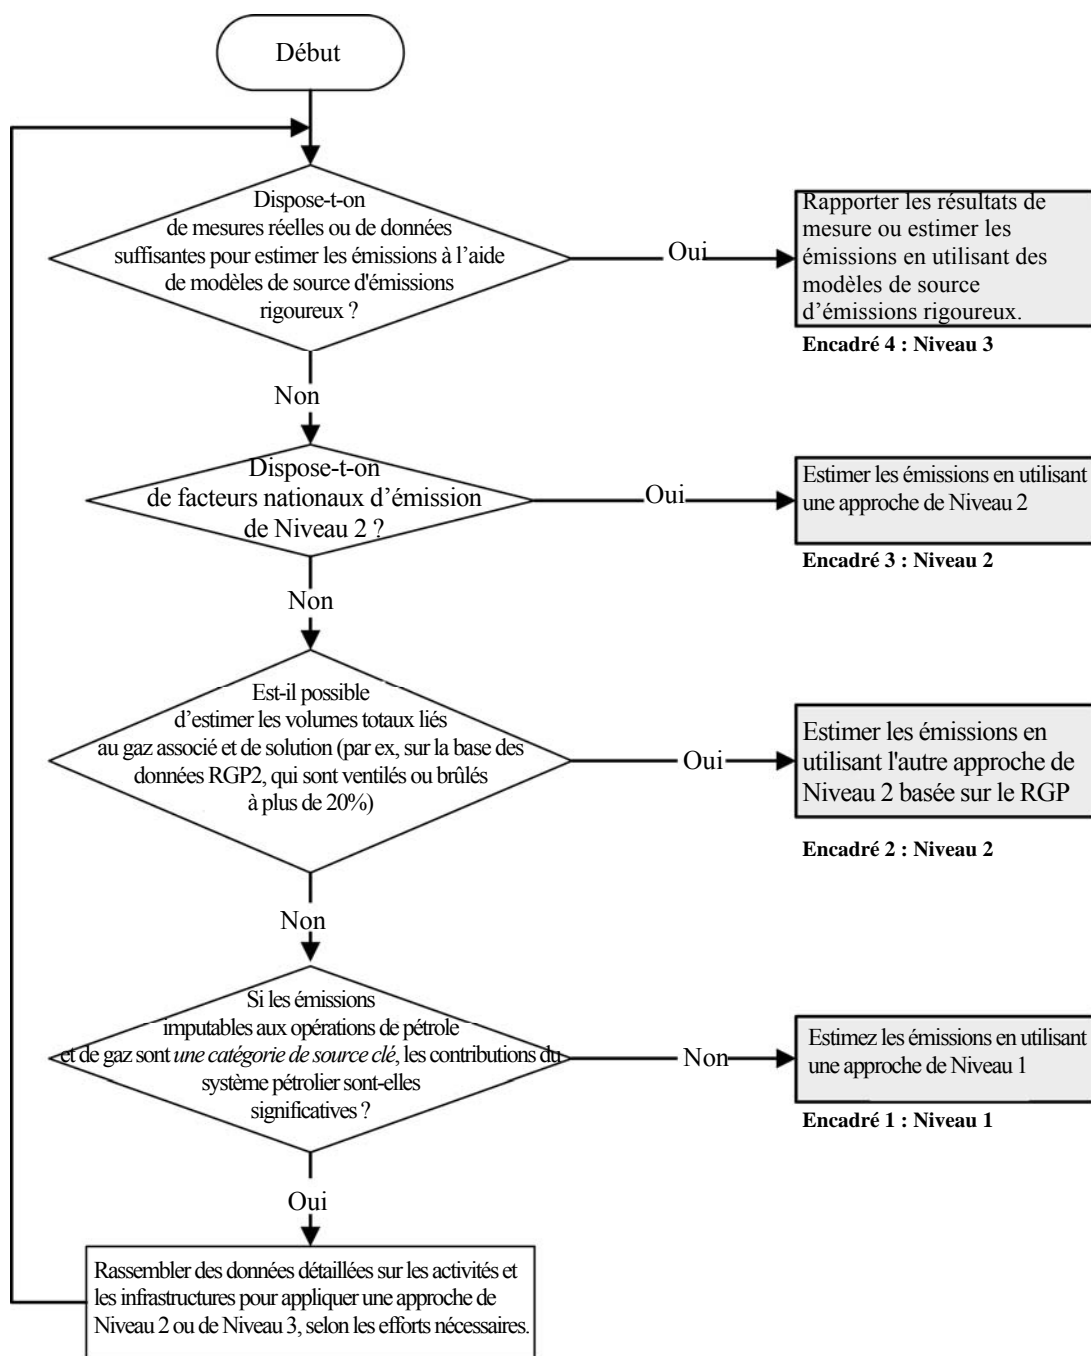 Début
Dispose-t-on
de mesures réelles ou de données
suffisantes pour estimer les émissions à l’aide
de modèles de source d'émissions
rigoureux ?
Oui
Rapporter les résultats de
mesure ou estimer les
émissions en utilisant des
modèles de source
d’émissions rigoureux.
Encadré 4 : Niveau 3
Non
Dispose-t-on
de facteurs nationaux d’émission
de Niveau 2 ?
Oui
Estimer les émissions en utilisant
une approche de Niveau 2
Encadré 3 : Niveau 2
Non
Est-il possible
d’estimer les volumes totaux liés
au gaz associé et de solution (par ex, sur la base des
données RGP2, qui sont ventilés ou brûlés
à plus de 20%)
Oui
Estimer les émissions en
utilisant l'autre approche de
Niveau 2 basée sur le RGP
Encadré 2 : Niveau 2
Non
Si les émissions
imputables aux opérations de pétrole
et de gaz sont une catégorie de source clé, les contributions du
système pétrolier sont-elles
significatives ?
Non
Estimez les émissions en utilisant
une approche de Niveau 1
Encadré 1 : Niveau 1
Oui
Rassembler des données détaillées sur les activités et
les infrastructures pour appliquer une approche de
Niveau 2 ou de Niveau 3, selon les efforts nécessaires.